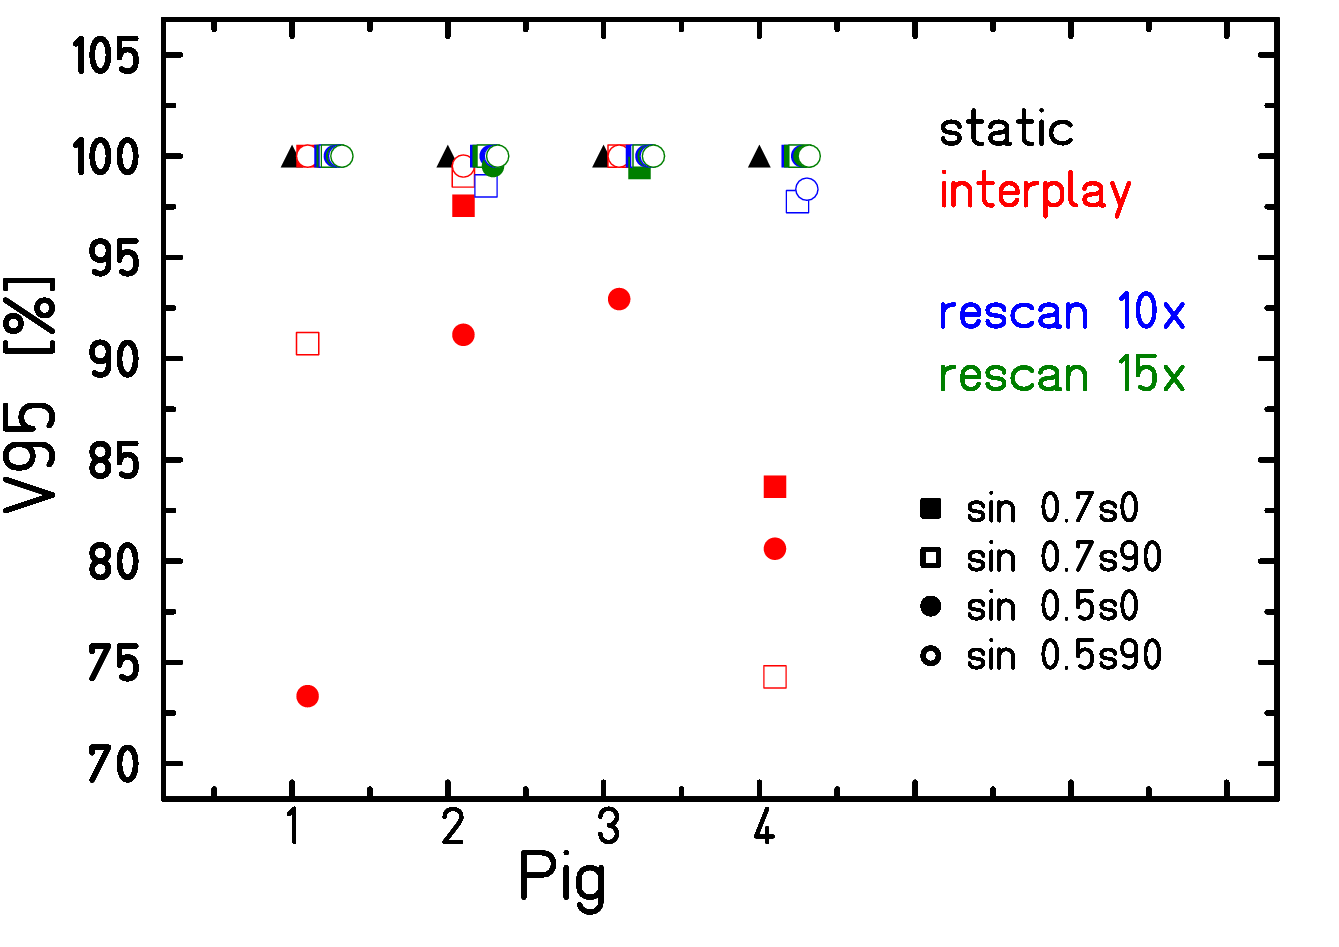 105
100
95
90
85
80
75
70
V95 [%]
1 2 3 4
Pig
static
interplay
rescan 10x
rescan 15x
sin 0.7s0
sin 0.7s90
sin 0.5s0
sin 0.5s90